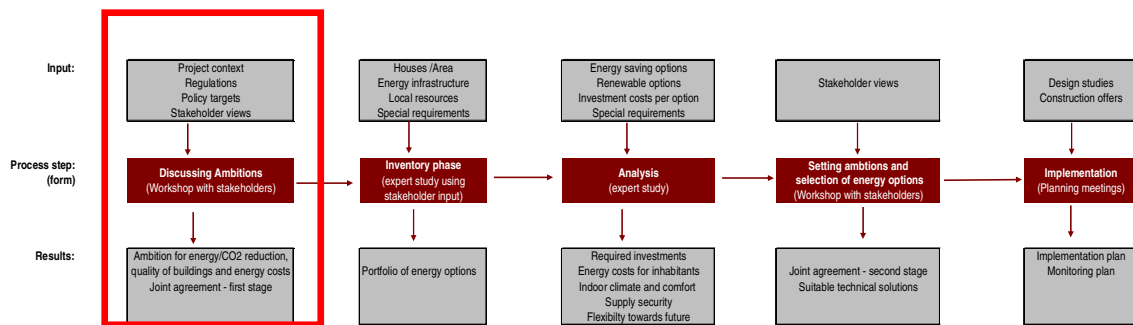 Input:
Project context
Regulations
Policy targets
Stakeholder views
Houses /Area
Energy infrastructure
Local resources
Special requirements
Energy saving options
Renewable options
Investment costs per option
Special requirements
Stakeholder views
Design studies
Construction offers
Process step:
(form)
Discussing Ambitions
(Workshop with stakeholders)
Inventory phase
(expert study using
stakeholder input)
Analysis
(expert study)
Setting ambtions and
selection of energy options
(Workshop with stakeholders)
Implementation
(Planning meetings)
Results:
Ambition for energy/CO2 reduction,
quality of buildings and energy costs
Joint agreement - first stage
Portfolio of energy options
Required investments
Energy costs for inhabitants
Indoor climate and comfort
Supply security
Flexibilty towards future
Joint agreement - second stage
Suitable technical solutions
Implementation plan
Monitoring plan